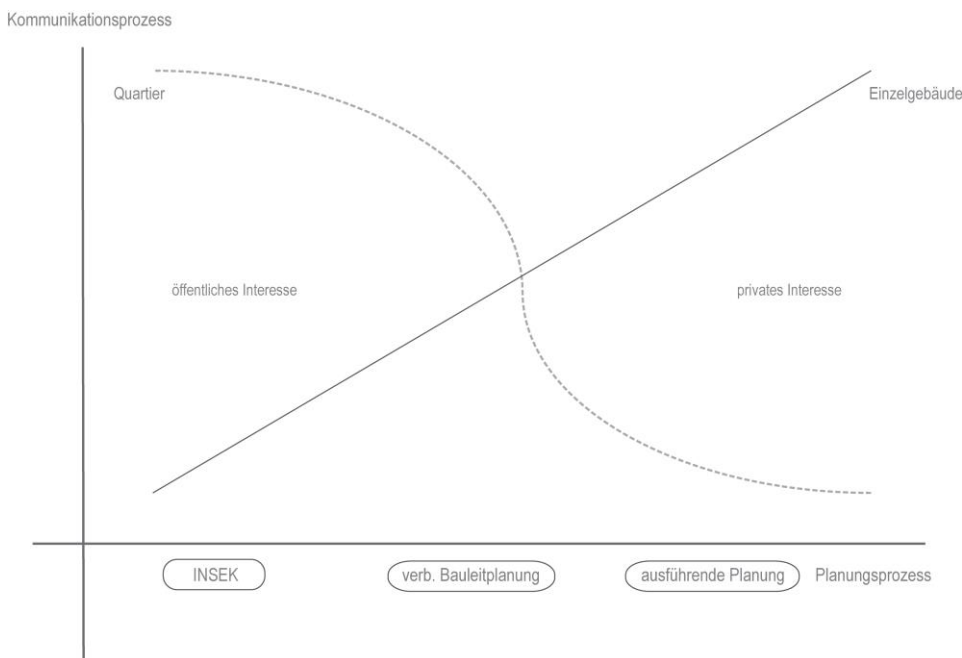 Kommunikationsprozess
Quartier
Einzelgebäude
öffentliches Interesse
privates Interesse
INSEK
verb. Bauleitplanung
ausführende Planung
Planungsprozess